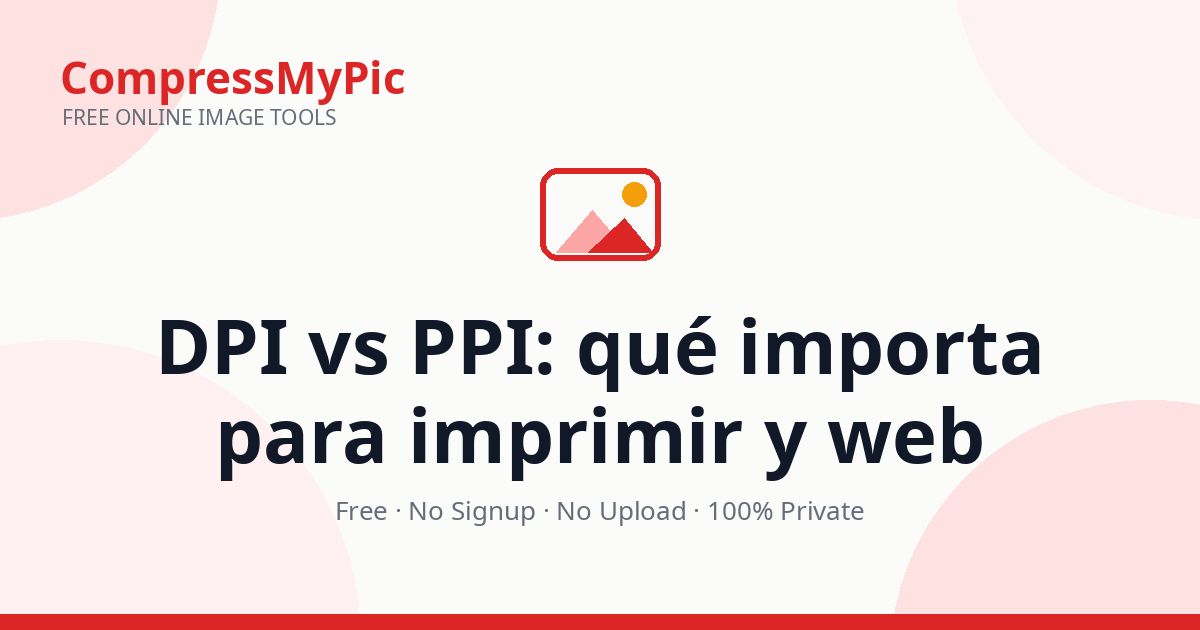 CompressMyPic
FREE ONLINE IMAGE TOOLS
DPI vs PPI: qué importa
para imprimir y web
Free · No Signup · No Upload · 100% Private